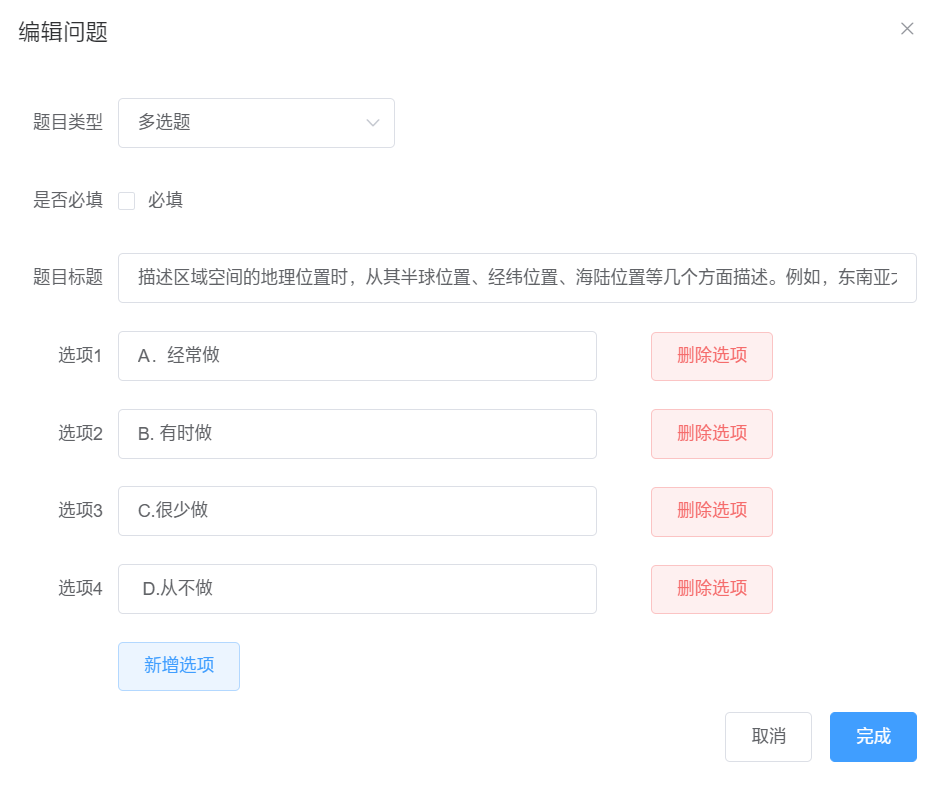 编辑问题
题目类型 多选题
是否必填 必填
题目标题 描述区域空间的地理位置时，从其半球位置、经纬位置、海陆位置等几个方面描述。例如，东南亚
选项1 A．经常做 删除选项
选项2 B. 有时做 删除选项
选项3 C.很少做 删除选项
选项4 D.从不做 删除选项
新增选项
取消 完成